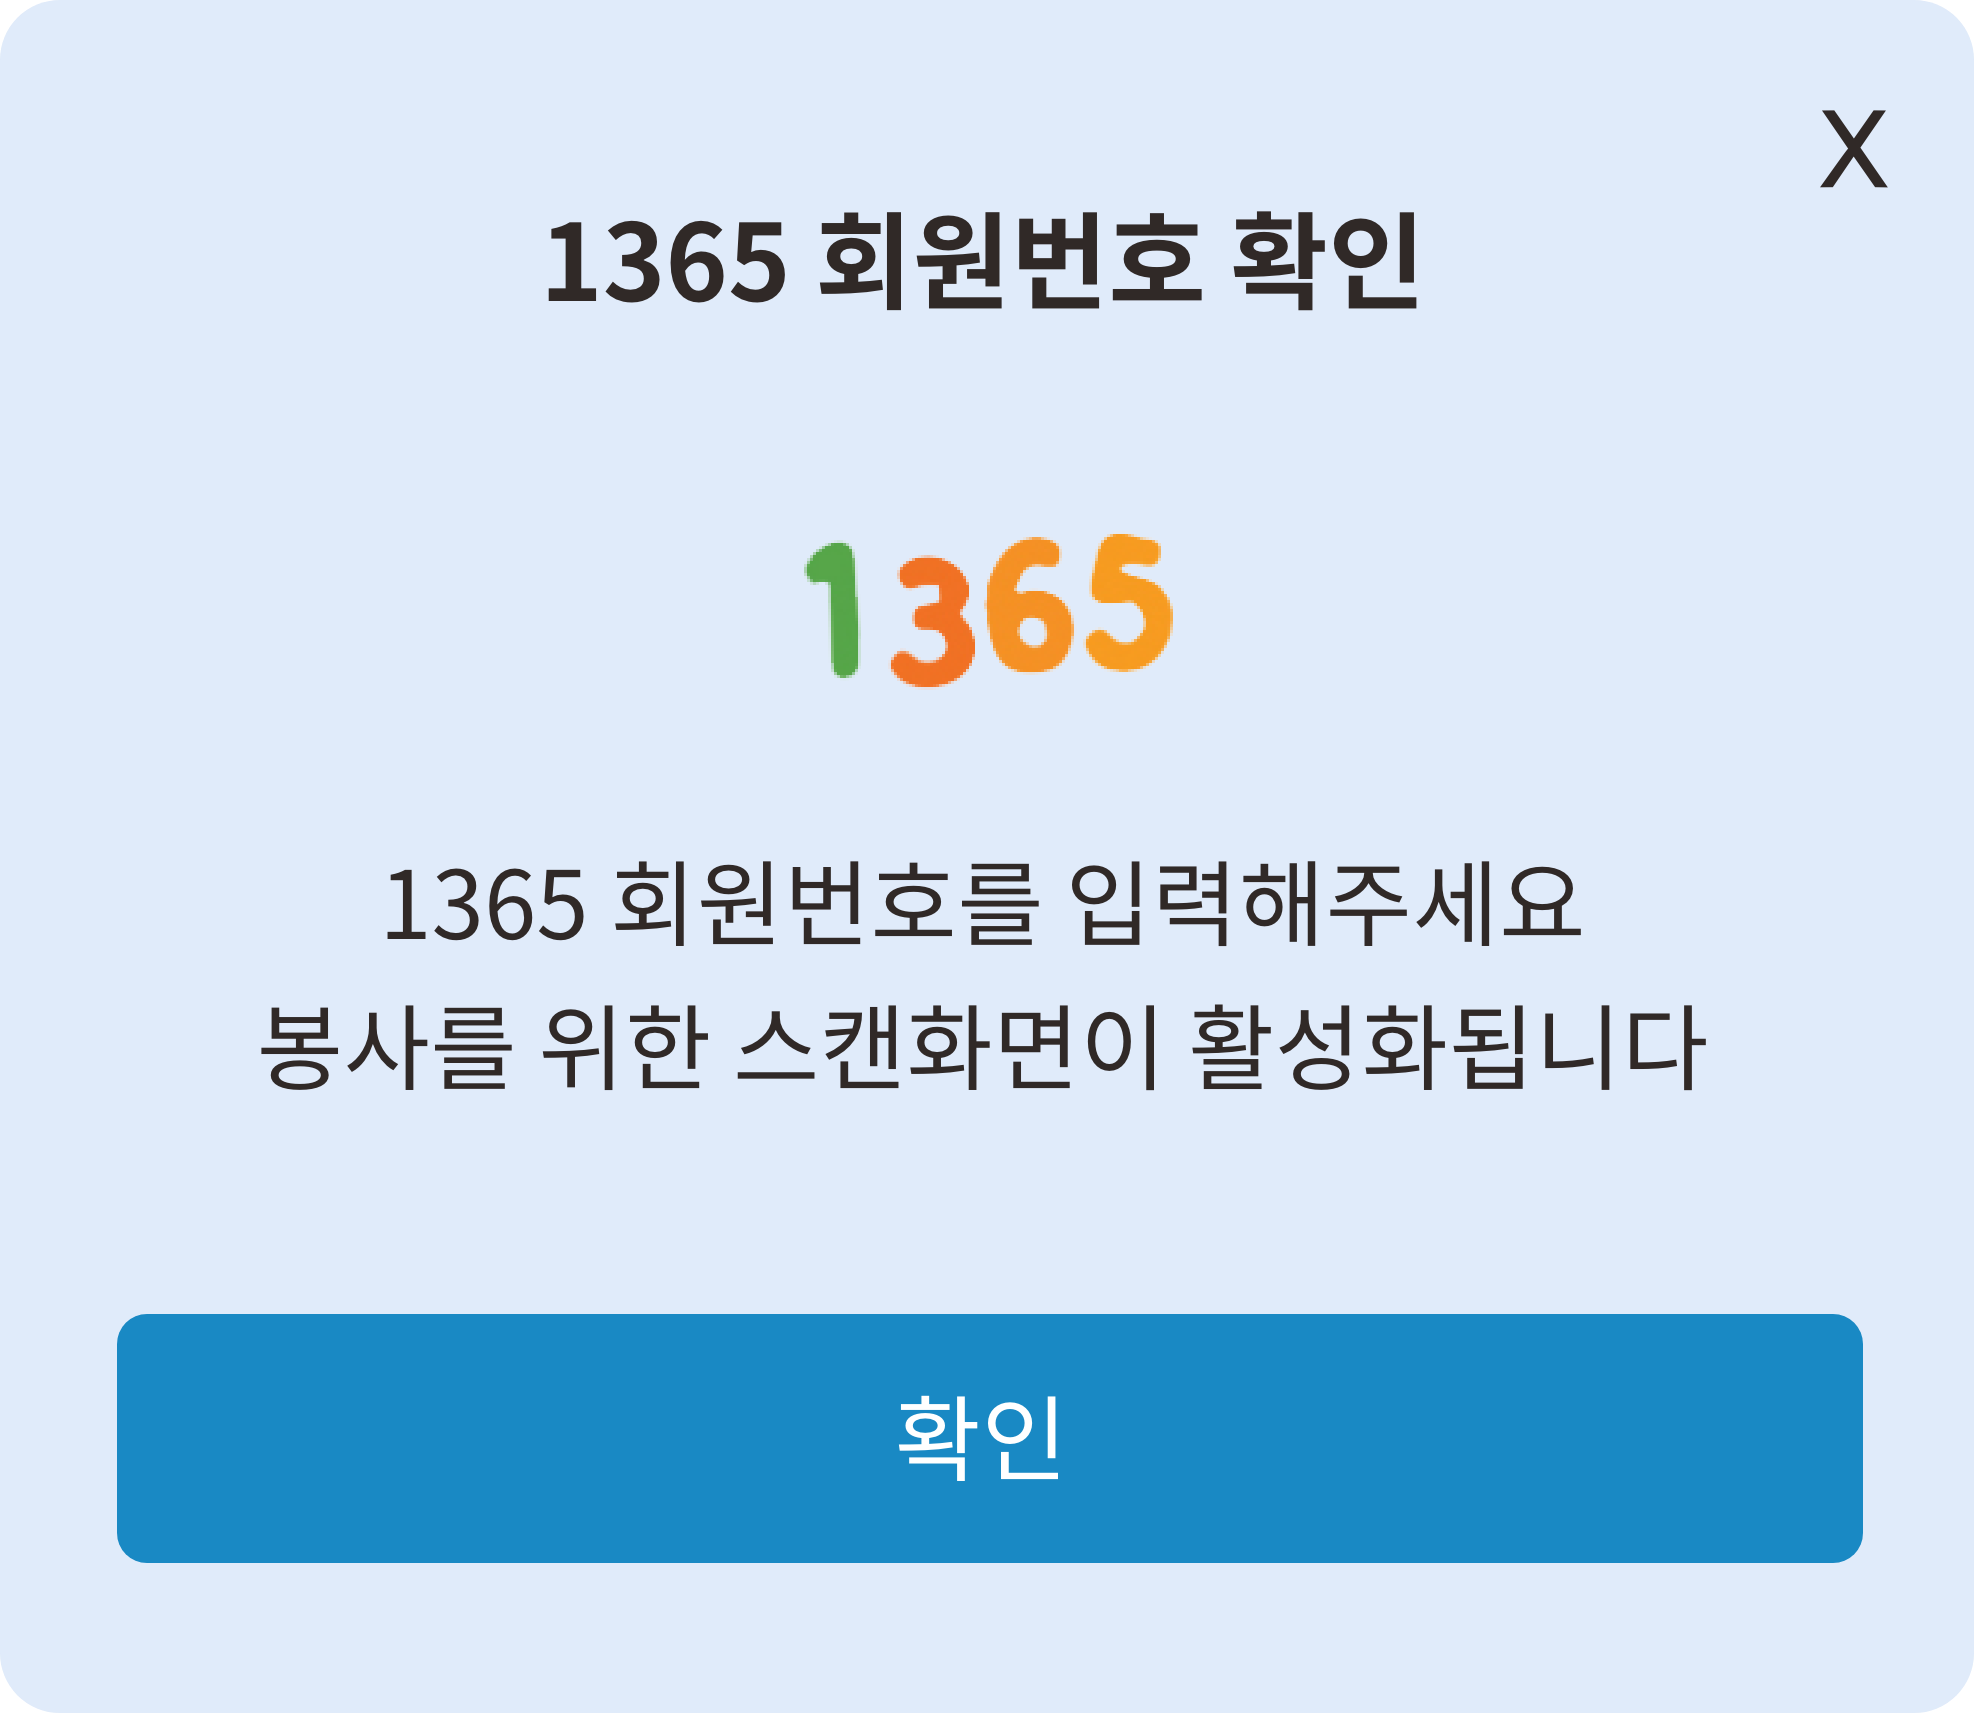 X
1365 회원번호 확인
1365
1365 회원번호를 입력해주세요
봉사를 위한 스캔화면이 활성화됩니다
확인